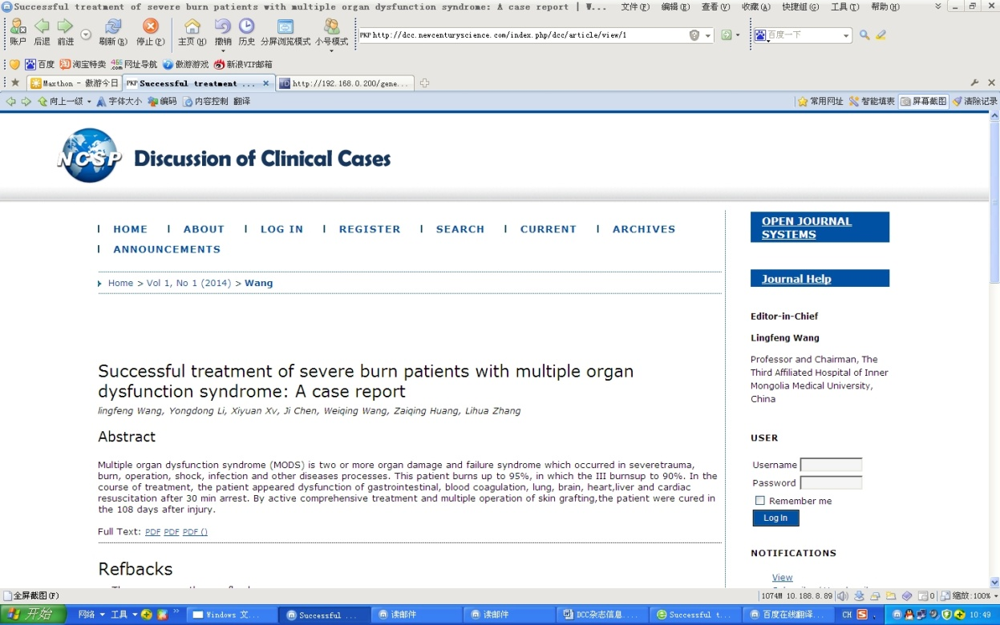 Successful treatment of severe burn patients with multiple organ dysfunction syndrome: A case report | W...
文件(F) 编辑(E) 查看(V) 收藏(A) 快捷组(G) 工具(T) 帮助(H)
账户 后退 前进 刷新(R) 停止(P) 主页(H) 撤销 历史 分屏浏览模式 小号模式
PKP http://dcc.newcenturyscience.com/index.php/dcc/article/view/1
百度一下
百度 淘宝特卖 网址导航 傲游游戏 新浪VIP邮箱
Maxthon - 傲游今日 PKP Successful treatment ... http://192.168.0.200/gene...
向上一级 字体大小 编码 内容控制 翻译 常用网址 智能填表 屏幕截图 清除记录
NCSP Discussion of Clinical Cases
HOME ABOUT LOG IN REGISTER SEARCH CURRENT ARCHIVES
ANNOUNCEMENTS
Home > Vol 1, No 1 (2014) > Wang
Successful treatment of severe burn patients with multiple organ
dysfunction syndrome: A case report
lingfeng Wang, Yongdong Li, Xiyuan Xv, Ji Chen, Weiqing Wang, Zaiqing Huang, Lihua Zhang
Abstract
Multiple organ dysfunction syndrome (MODS) is two or more organ damage and failure syndrome which occurred in severetrauma,
burn, operation, shock, infection and other diseases processes. This patient burns up to 95%, in which the III burnsup to 90%. In the
course of treatment, the patient appeared dysfunction of gastrointestinal, blood coagulation, lung, brain, heart,liver and cardiac
resuscitation after 30 min arrest. By active comprehensive treatment and multiple operation of skin grafting,the patient were cured in
the 108 days after injury.
Full Text: PDF PDF PDF ()
Refbacks
OPEN JOURNAL
SYSTEMS
Journal Help
Editor-in-Chief
Lingfeng Wang
Professor and Chairman, The
Third Affiliated Hospital of Inner
Mongolia Medical University,
China
USER
Username
Password
Remember me
Log In
NOTIFICATIONS
View
全屏截图(F) 1074M 10.188.8.89 0 缩放:100%
开始 网络 工具 Windows 文... Successful ... 读邮件 读邮件 DCC杂志信息... Successful t... 百度在线翻译... CH 10:49